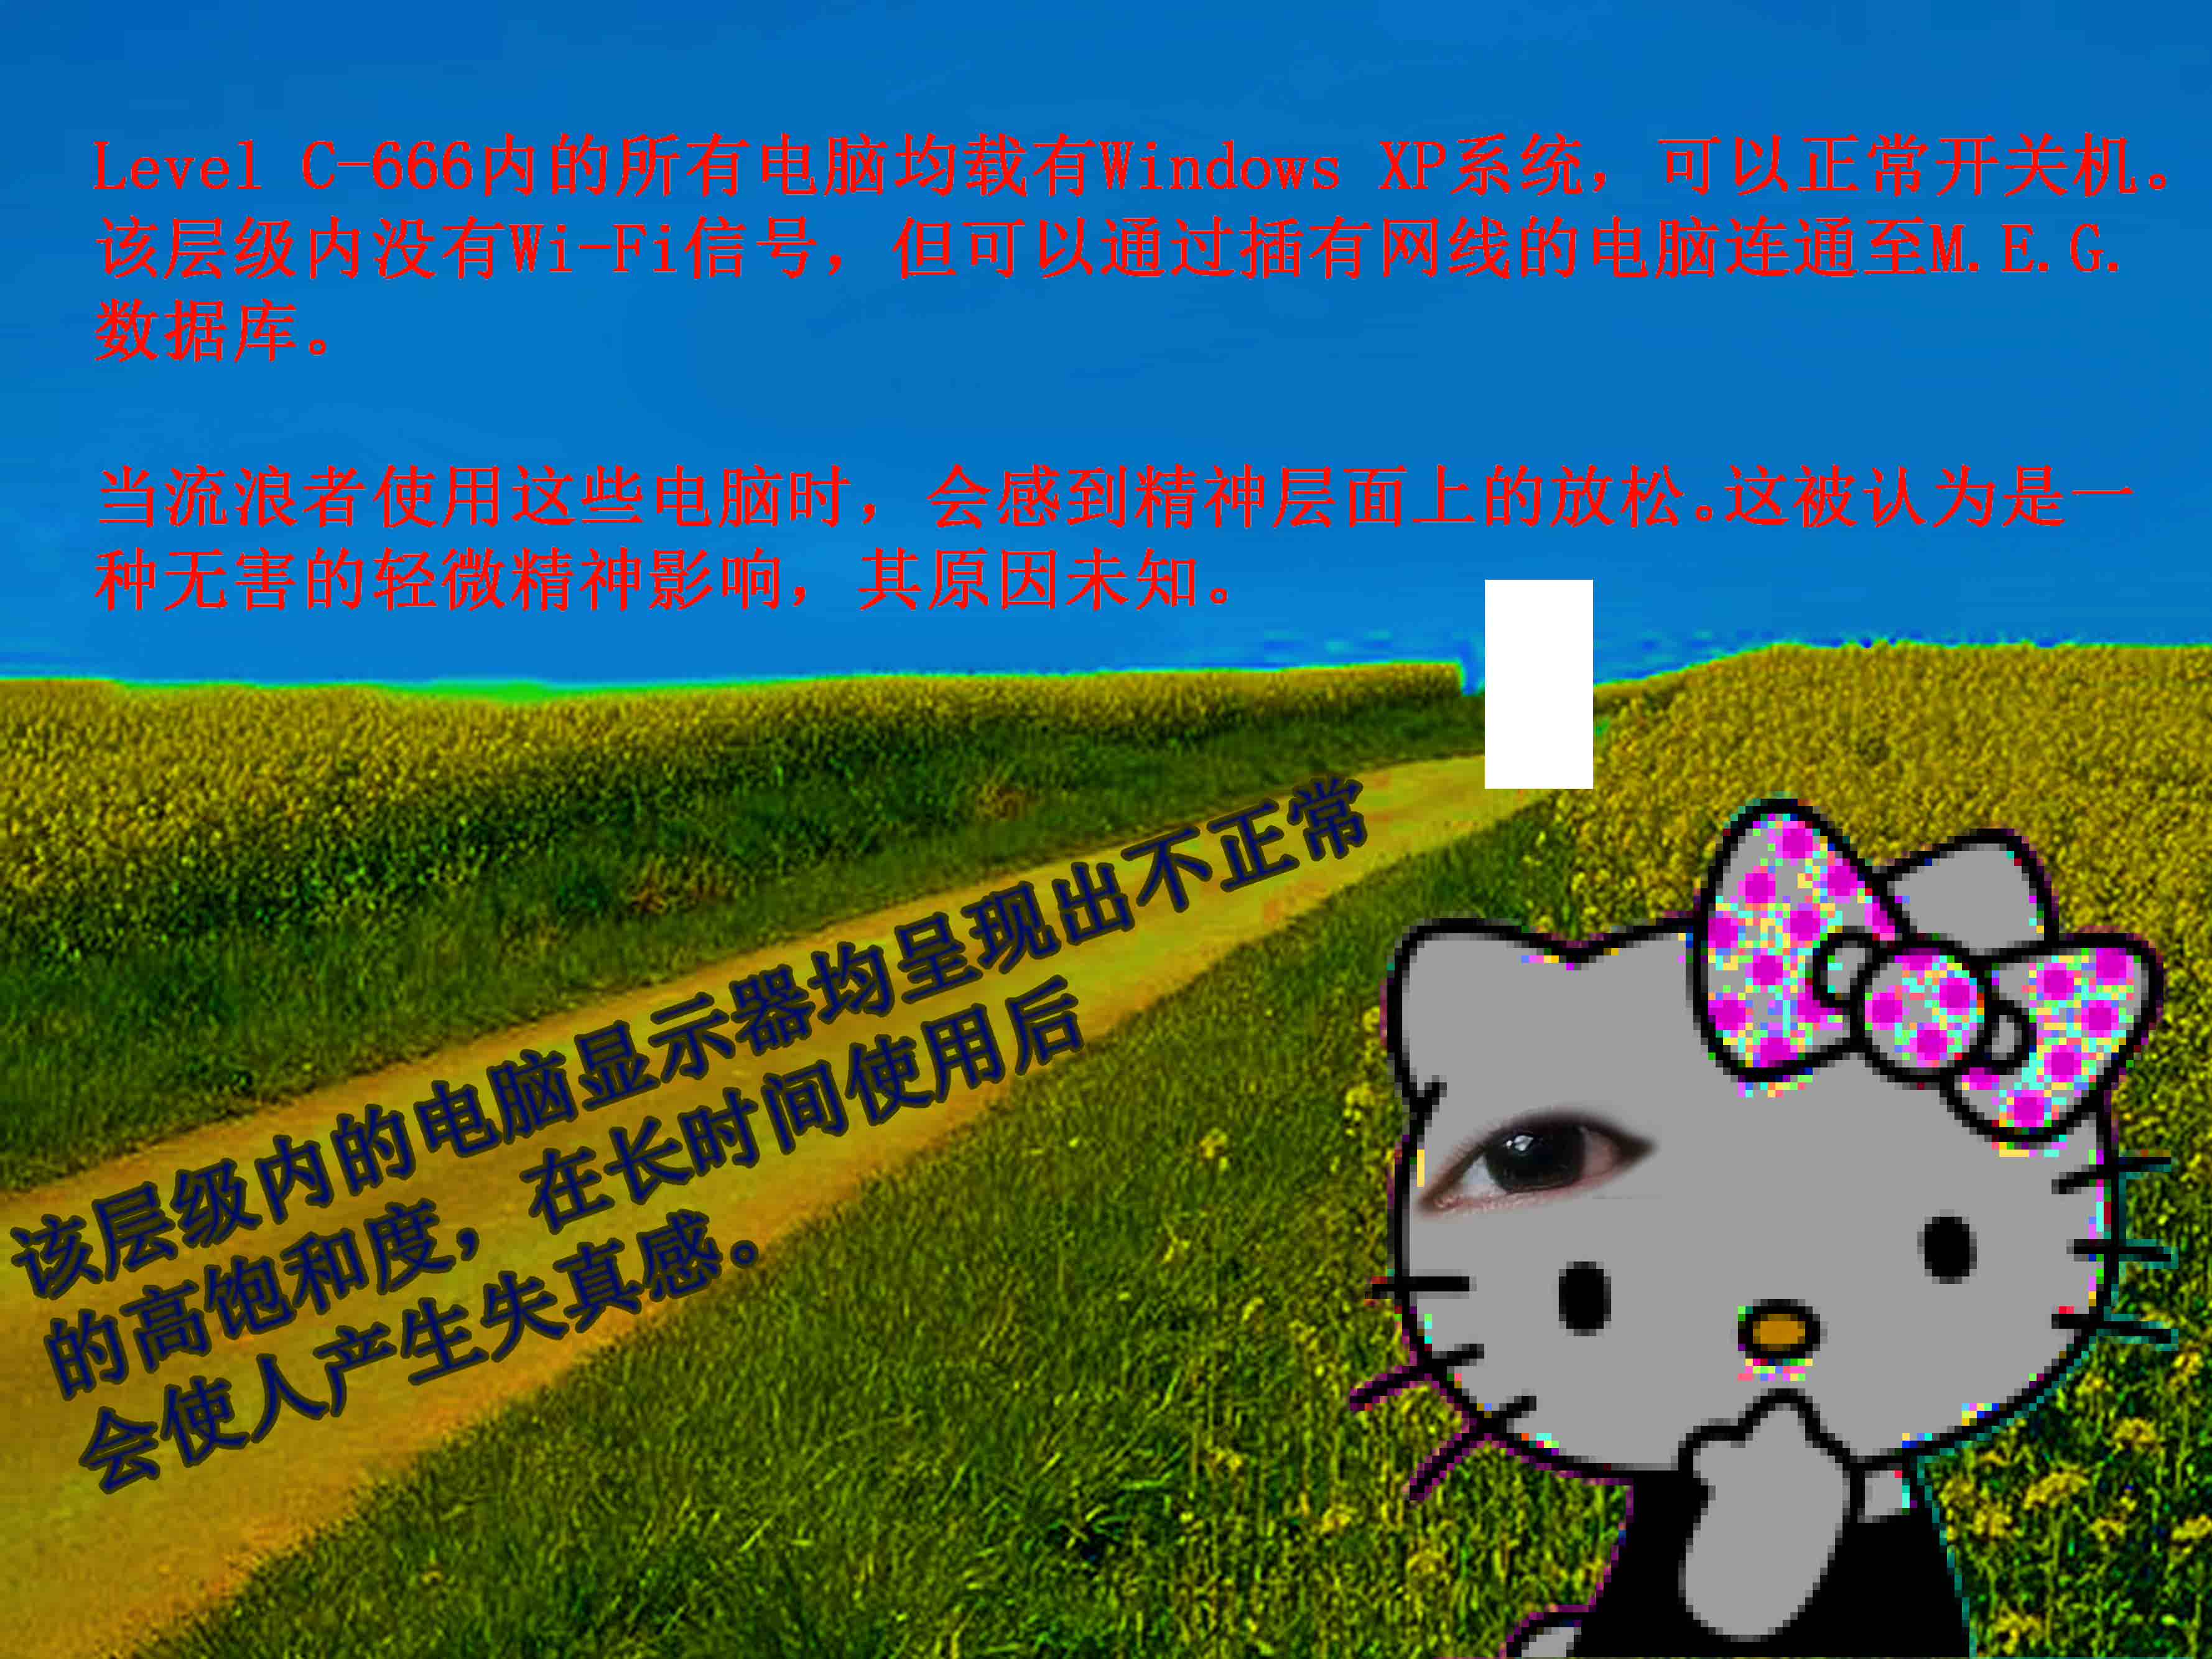 Level C-666内的所有电脑均载有Windows XP系统，可以正常开关机。
该层级内没有Wi-Fi信号，但可以通过插有网线的电脑连通至M.E.G.
数据库。
当流浪者使用这些电脑时，会感到精神层面上的放松。这被认为是一
种无害的轻微精神影响，其原因未知。
该层级内的电脑显示器均呈现出不正常
的高饱和度，在长时间使用后
会使人产生失真感。